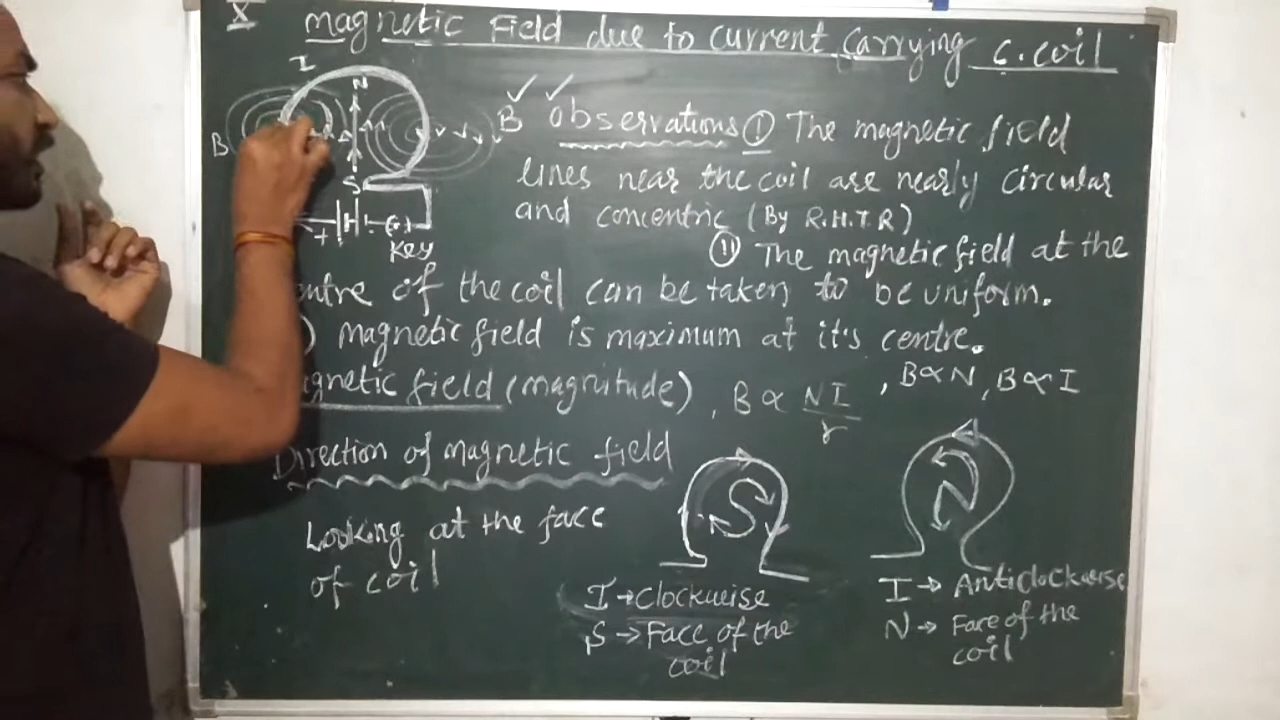 X
magnetic Field due to current carrying c.coil
I
N
B
S
+
Key
B Observations (I) The magnetic field
lines near the coil are nearly circular
and concentric (By R.H.T.R)
(II) The magnetic field at the
ntre of the coil can be taken to be uniform.
) magnetic field is maximum at it's centre.
agnetic field (magnitude), B ∝ NI/r, B∝N, B∝I
Direction of magnetic field
Looking at the face
of coil
S
I → clockwise
S → Face of the
coil
N
I → Anticlockwise
N → Face of the
coil